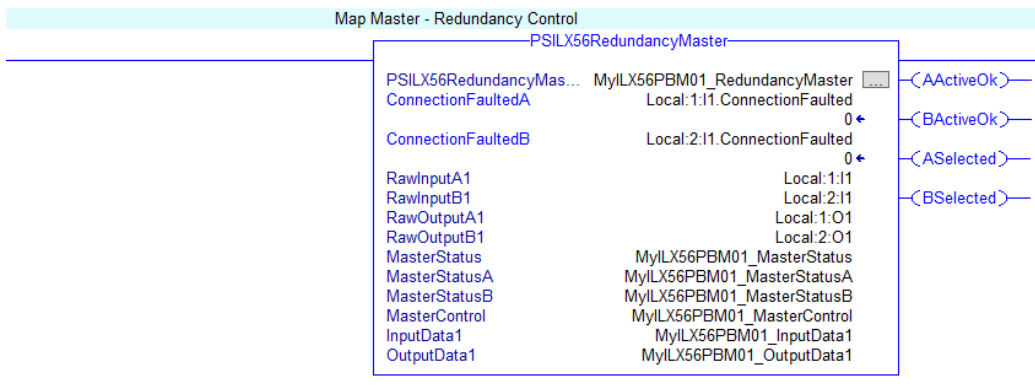 Map Master - Redundancy Control
PSILX56RedundancyMaster
PSILX56RedundancyMas... MyILX56PBM01_RedundancyMaster ... AActiveOk
ConnectionFaultedA Local:1:I1.ConnectionFaulted
0 BActiveOk
ConnectionFaultedB Local:2:I1.ConnectionFaulted
0 ASelected
RawInputA1 Local:1:I1
RawInputB1 Local:2:I1 BSelected
RawOutputA1 Local:1:O1
RawOutputB1 Local:2:O1
MasterStatus MyILX56PBM01_MasterStatus
MasterStatusA MyILX56PBM01_MasterStatusA
MasterStatusB MyILX56PBM01_MasterStatusB
MasterControl MyILX56PBM01_MasterControl
InputData1 MyILX56PBM01_InputData1
OutputData1 MyILX56PBM01_OutputData1